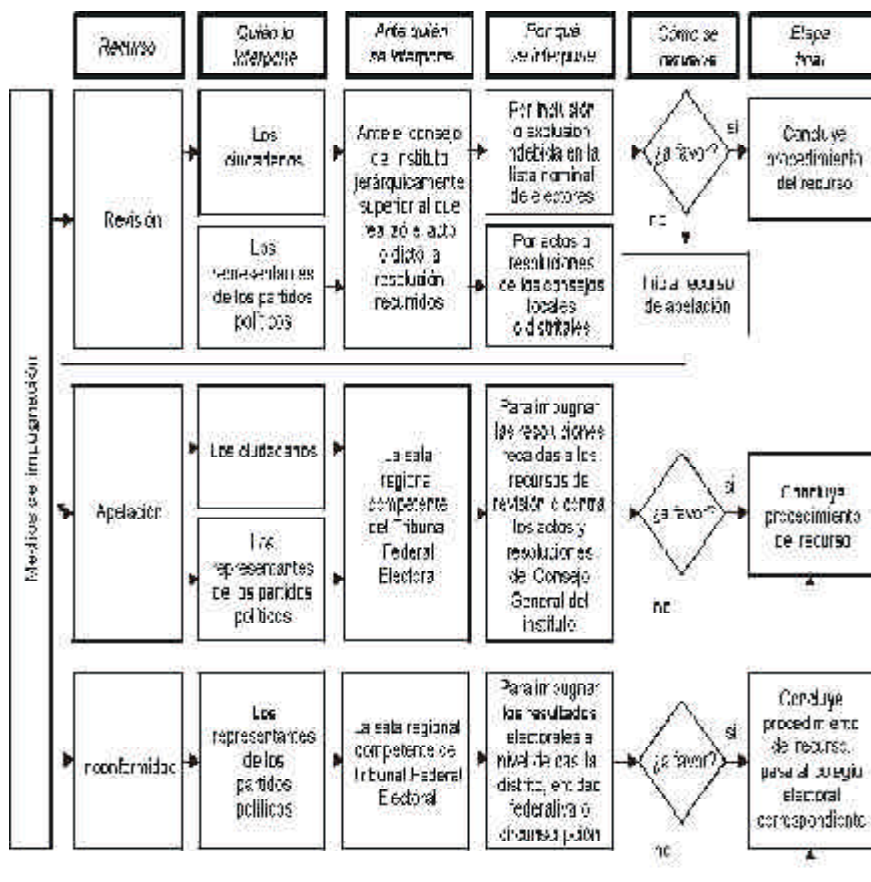 Recurso
Quién lo
interpone
Ante quién
se interpone
Por qué
se interpone
Cómo se
resuelve
Etapa
final
Medios de impugnación
Revisión
Los
ciudadanos
Los
representantes
de los partidos
políticos
Ante el consejo
del instituto
jerárquicamente
superior al que
realizó el acto
o dictó la
resolución
recurridos
Por inclusión
o exclusión
indebida en la
lista nominal
de electores
Por actos o
resoluciones
de los consejos
locales
o distritales
¿a favor?
si
no
Concluye
procedimiento
del recurso
recurso
de apelación
Apelación
Los ciudadanos
Los
representantes
de los partidos
políticos
La sala
regional
competente
del Tribunal
Federal
Electoral
Para impugnar
las resoluciones
recaídas a los
recursos de
revisión o contra
los actos y
resoluciones
del Consejo
General del
instituto
¿a favor?
si
no
Concluye
procedimiento
del recurso
Inconformidad
Los
representantes
de los
partidos
políticos
La sala regional
competente del
Tribunal Federal
Electoral
Para impugnar
los resultados
electorales a
nivel de casilla
distrito, entidad
federativa o
circunscripción
¿a favor?
si
no
Concluye
procedimiento
de recurso,
pasa al colegio
electoral
correspondiente